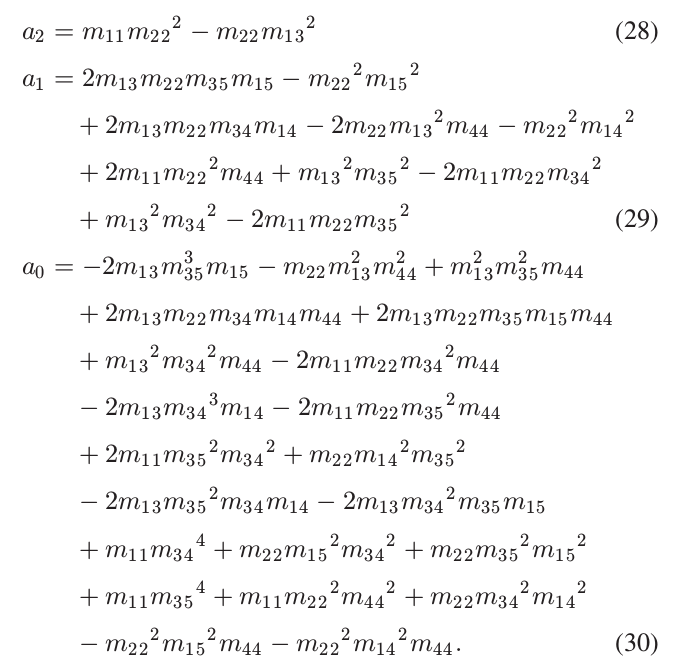 a₂ = m₁₁m₂₂² − m₂₂m₁₃² (28)
a₁ = 2m₁₃m₂₂m₃₅m₁₅ − m₂₂²m₁₅²
+ 2m₁₃m₂₂m₃₄m₁₄ − 2m₂₂m₁₃²m₄₄ − m₂₂²m₁₄²
+ 2m₁₁m₂₂²m₄₄ + m₁₃²m₃₅² − 2m₁₁m₂₂m₃₄²
+ m₁₃²m₃₄² − 2m₁₁m₂₂m₃₅² (29)
a₀ = −2m₁₃m₃₅³m₁₅ − m₂₂m₁₃²m₄₄² + m₁₃²m₃₅²m₄₄
+ 2m₁₃m₂₂m₃₄m₁₄m₄₄ + 2m₁₃m₂₂m₃₅m₁₅m₄₄
+ m₁₃²m₃₄²m₄₄ − 2m₁₁m₂₂m₃₄²m₄₄
− 2m₁₃m₃₄³m₁₄ − 2m₁₁m₂₂m₃₅²m₄₄
+ 2m₁₁m₃₅²m₃₄² + m₂₂m₁₄²m₃₅²
− 2m₁₃m₃₅²m₃₄m₁₄ − 2m₁₃m₃₄²m₃₅m₁₅
+ m₁₁m₃₄⁴ + m₂₂m₁₅²m₃₄² + m₂₂m₃₅²m₁₅²
+ m₁₁m₃₅⁴ + m₁₁m₂₂²m₄₄² + m₂₂m₃₄²m₁₄²
− m₂₂²m₁₅²m₄₄ − m₂₂²m₁₄²m₄₄. (30)